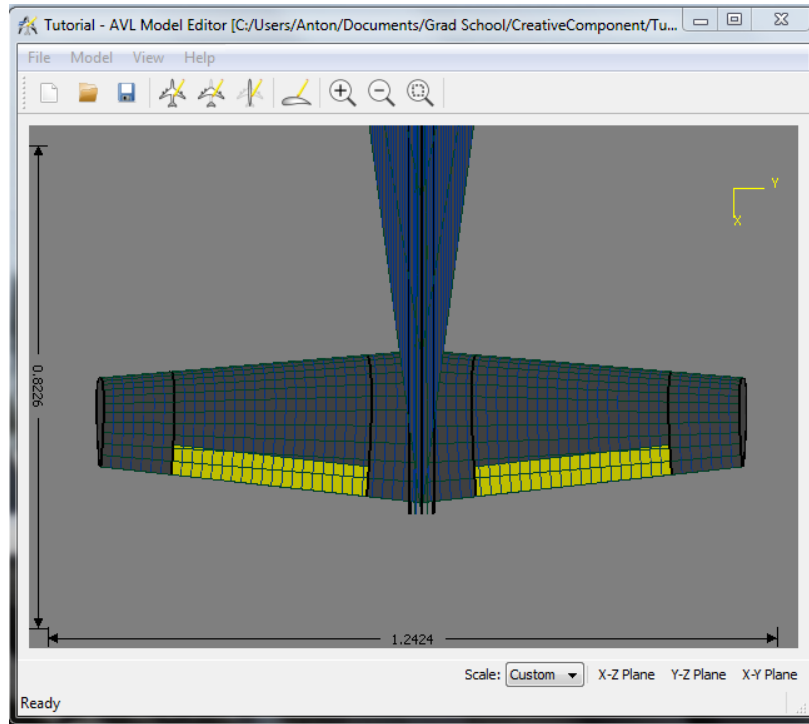 Tutorial - AVL Model Editor [C:/Users/Anton/Documents/Grad School/CreativeComponent/Tu...
File Model View Help
Y
X
0.8226
1.2424
Scale: Custom X-Z Plane Y-Z Plane X-Y Plane
Ready